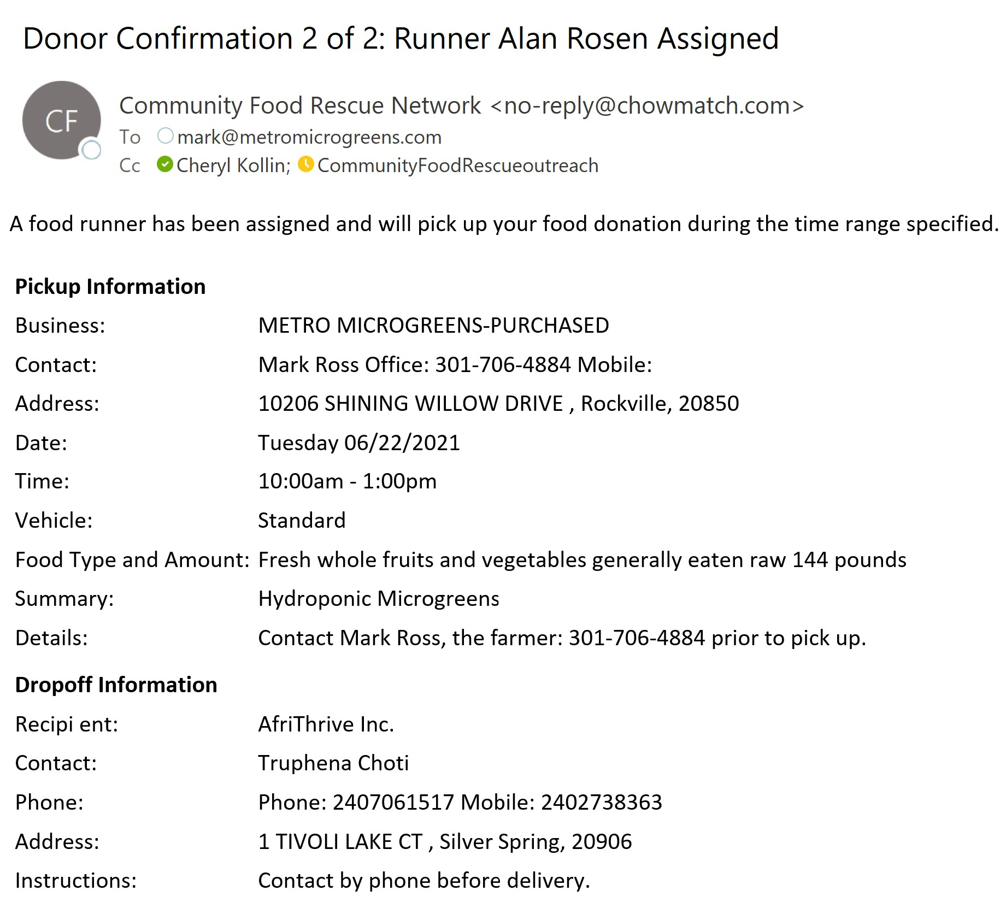 Donor Confirmation 2 of 2: Runner Alan Rosen Assigned
CF
Community Food Rescue Network <no-reply@chowmatch.com>
To mark@metromicrogreens.com
Cc Cheryl Kollin; CommunityFoodRescueoutreach
A food runner has been assigned and will pick up your food donation during the time range specified.
Pickup Information
Business: METRO MICROGREENS-PURCHASED
Contact: Mark Ross Office: 301-706-4884 Mobile:
Address: 10206 SHINING WILLOW DRIVE , Rockville, 20850
Date: Tuesday 06/22/2021
Time: 10:00am - 1:00pm
Vehicle: Standard
Food Type and Amount: Fresh whole fruits and vegetables generally eaten raw 144 pounds
Summary: Hydroponic Microgreens
Details: Contact Mark Ross, the farmer: 301-706-4884 prior to pick up.
Dropoff Information
Recipi ent: AfriThrive Inc.
Contact: Truphena Choti
Phone: Phone: 2407061517 Mobile: 2402738363
Address: 1 TIVOLI LAKE CT , Silver Spring, 20906
Instructions: Contact by phone before delivery.